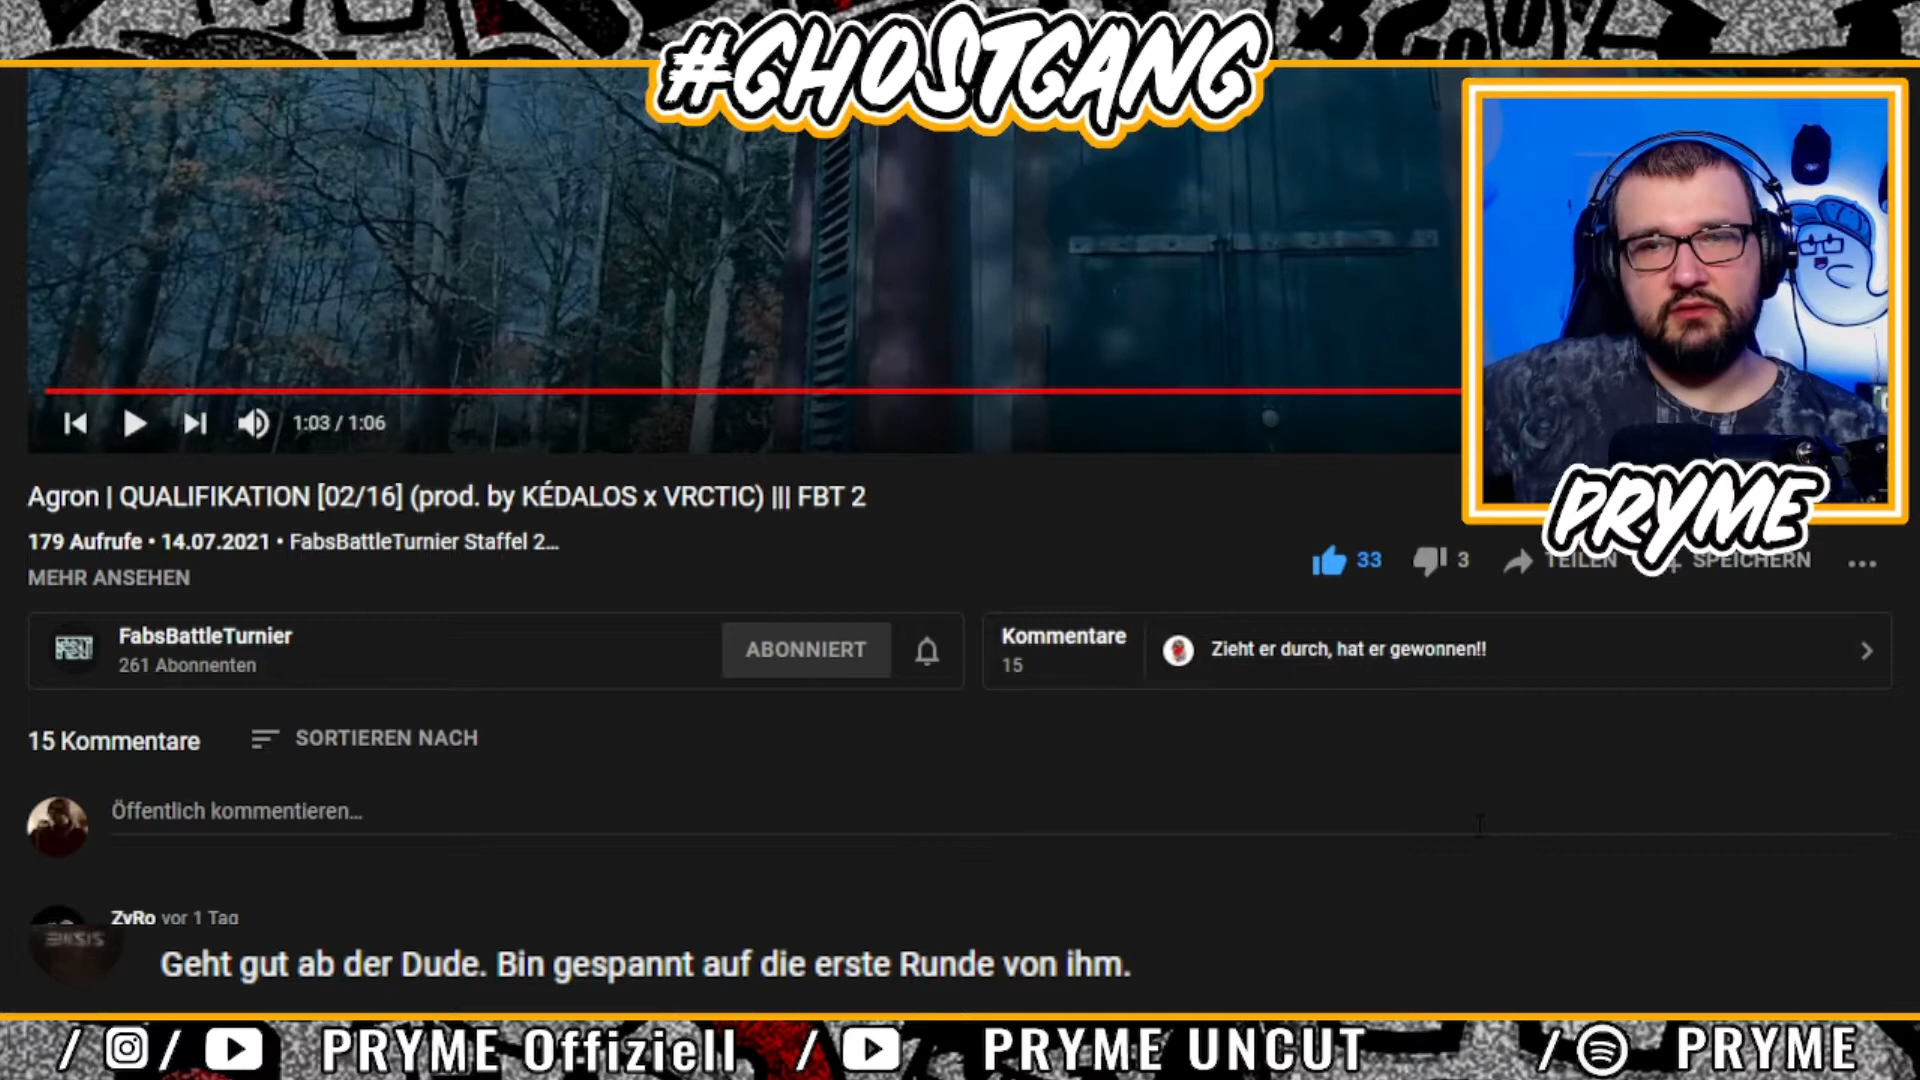 #GHOSTGANG
1:03 / 1:06
PRYME
Agron | QUALIFIKATION [02/16] (prod. by KÉDALOS x VRCTIC) ||| FBT 2
179 Aufrufe • 14.07.2021 • FabsBattleTurnier Staffel 2...
33
3
TEILEN
SPEICHERN
MEHR ANSEHEN
FabsBattleTurnier
261 Abonnenten
ABONNIERT
Kommentare
15
Zieht er durch, hat er gewonnen!!
15 Kommentare
SORTIEREN NACH
Öffentlich kommentieren...
ZyRo vor 1 Tag
Geht gut ab der Dude. Bin gespannt auf die erste Runde von ihm.
/ / PRYME Offiziell / PRYME UNCUT / PRYME